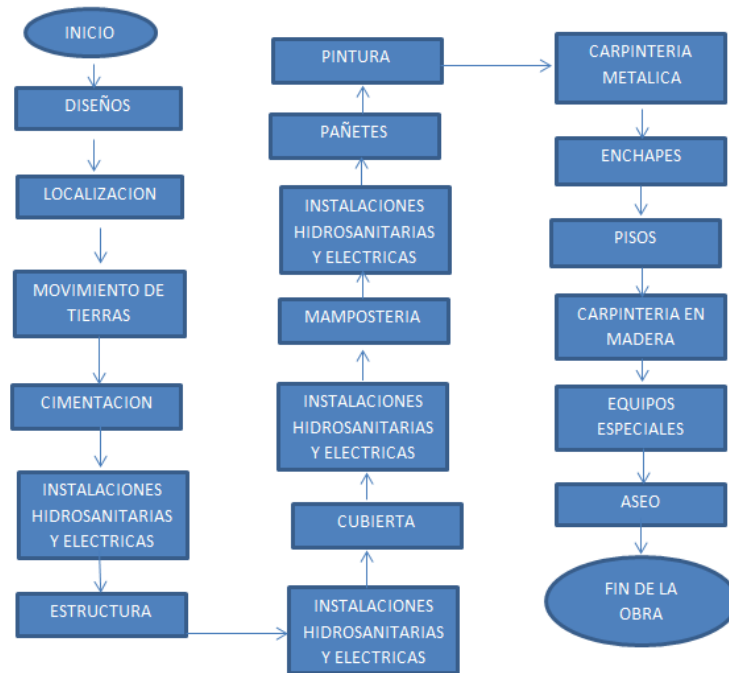 INICIO
DISEÑOS
LOCALIZACION
MOVIMIENTO DE
TIERRAS
CIMENTACION
INSTALACIONES
HIDROSANITARIAS
Y ELECTRICAS
ESTRUCTURA
INSTALACIONES
HIDROSANITARIAS
Y ELECTRICAS
CUBIERTA
INSTALACIONES
HIDROSANITARIAS
Y ELECTRICAS
MAMPOSTERIA
INSTALACIONES
HIDROSANITARIAS
Y ELECTRICAS
PAÑETES
PINTURA
CARPINTERIA
METALICA
ENCHAPES
PISOS
CARPINTERIA EN
MADERA
EQUIPOS
ESPECIALES
ASEO
FIN DE LA
OBRA